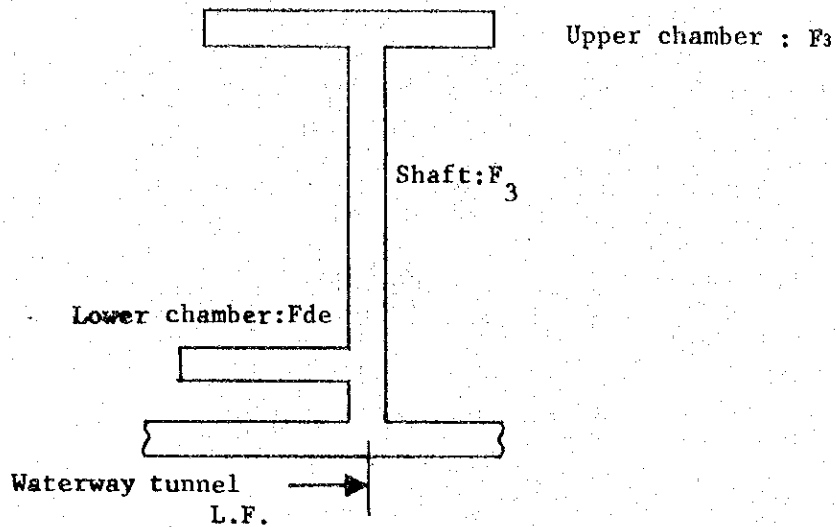 Upper chamber : F3
Shaft:F3
Lower chamber:Fde
Waterway tunnel
L.F.